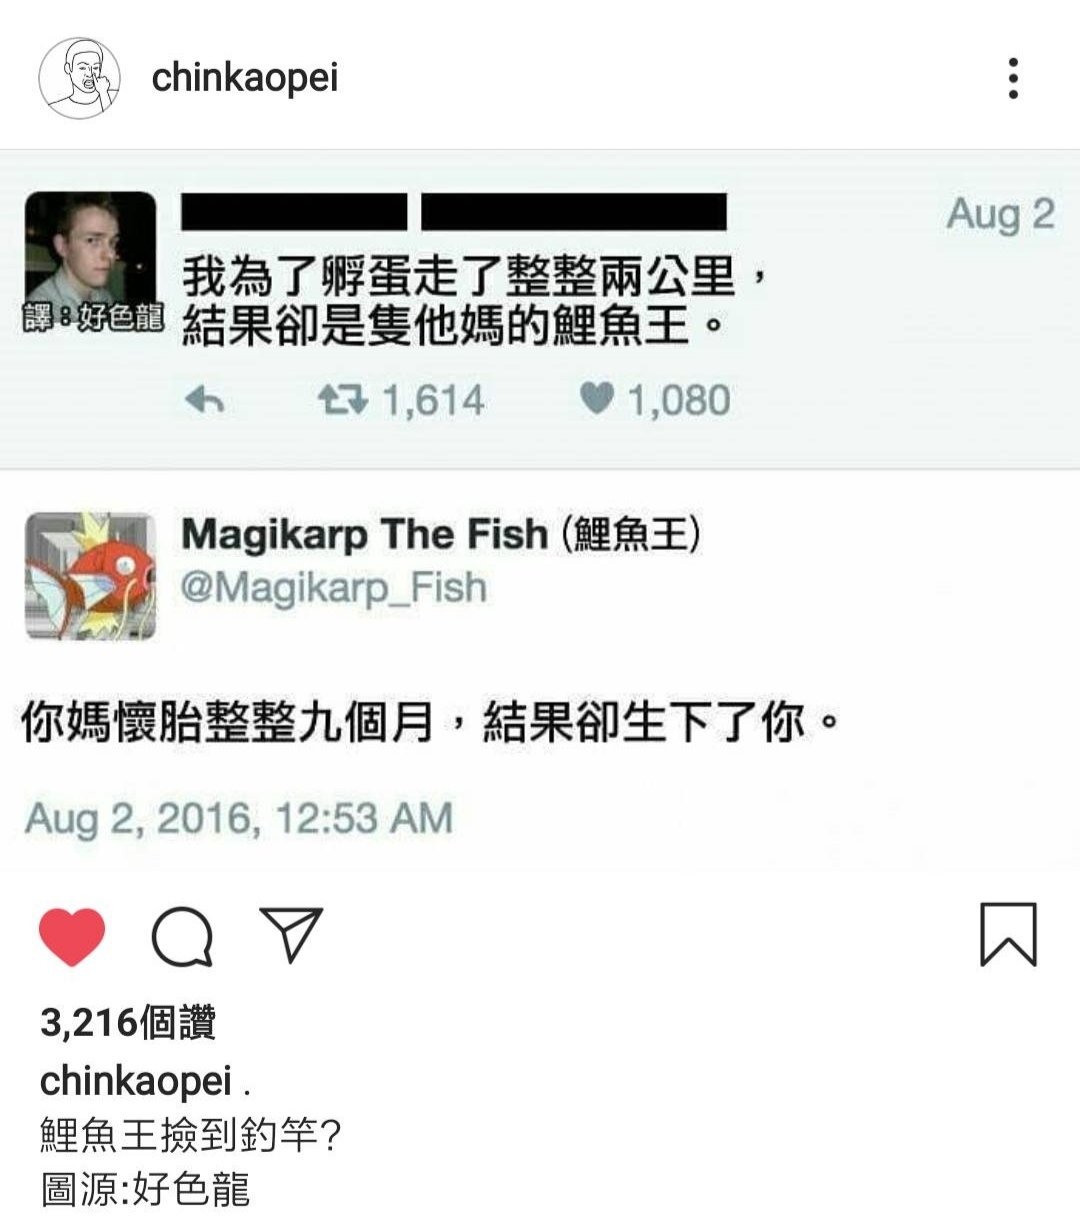 chinkaopei
Aug 2
我為了孵蛋走了整整兩公里，
結果卻是隻他媽的鯉魚王。
譯：好色龍
1,614 1,080
Magikarp The Fish (鯉魚王)
@Magikarp_Fish
你媽懷胎整整九個月，結果卻生下了你。
Aug 2, 2016, 12:53 AM
3,216個讚
chinkaopei .
鯉魚王撿到釣竿?
圖源:好色龍